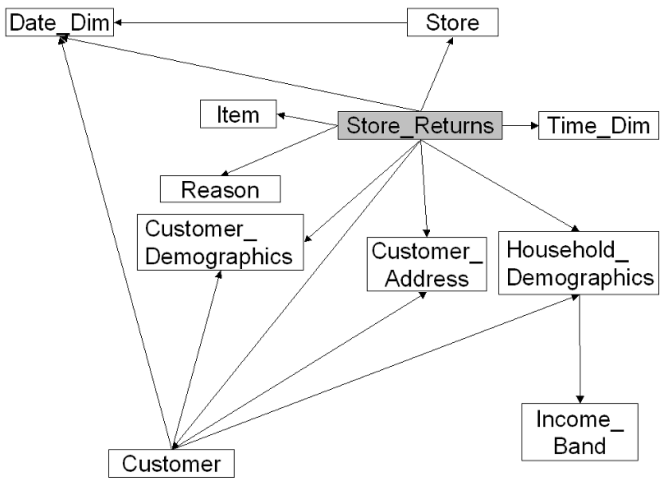 Date_Dim
Store
Item
Store_Returns
Time_Dim
Reason
Customer_
Demographics
Customer_
Address
Household_
Demographics
Income_
Band
Customer